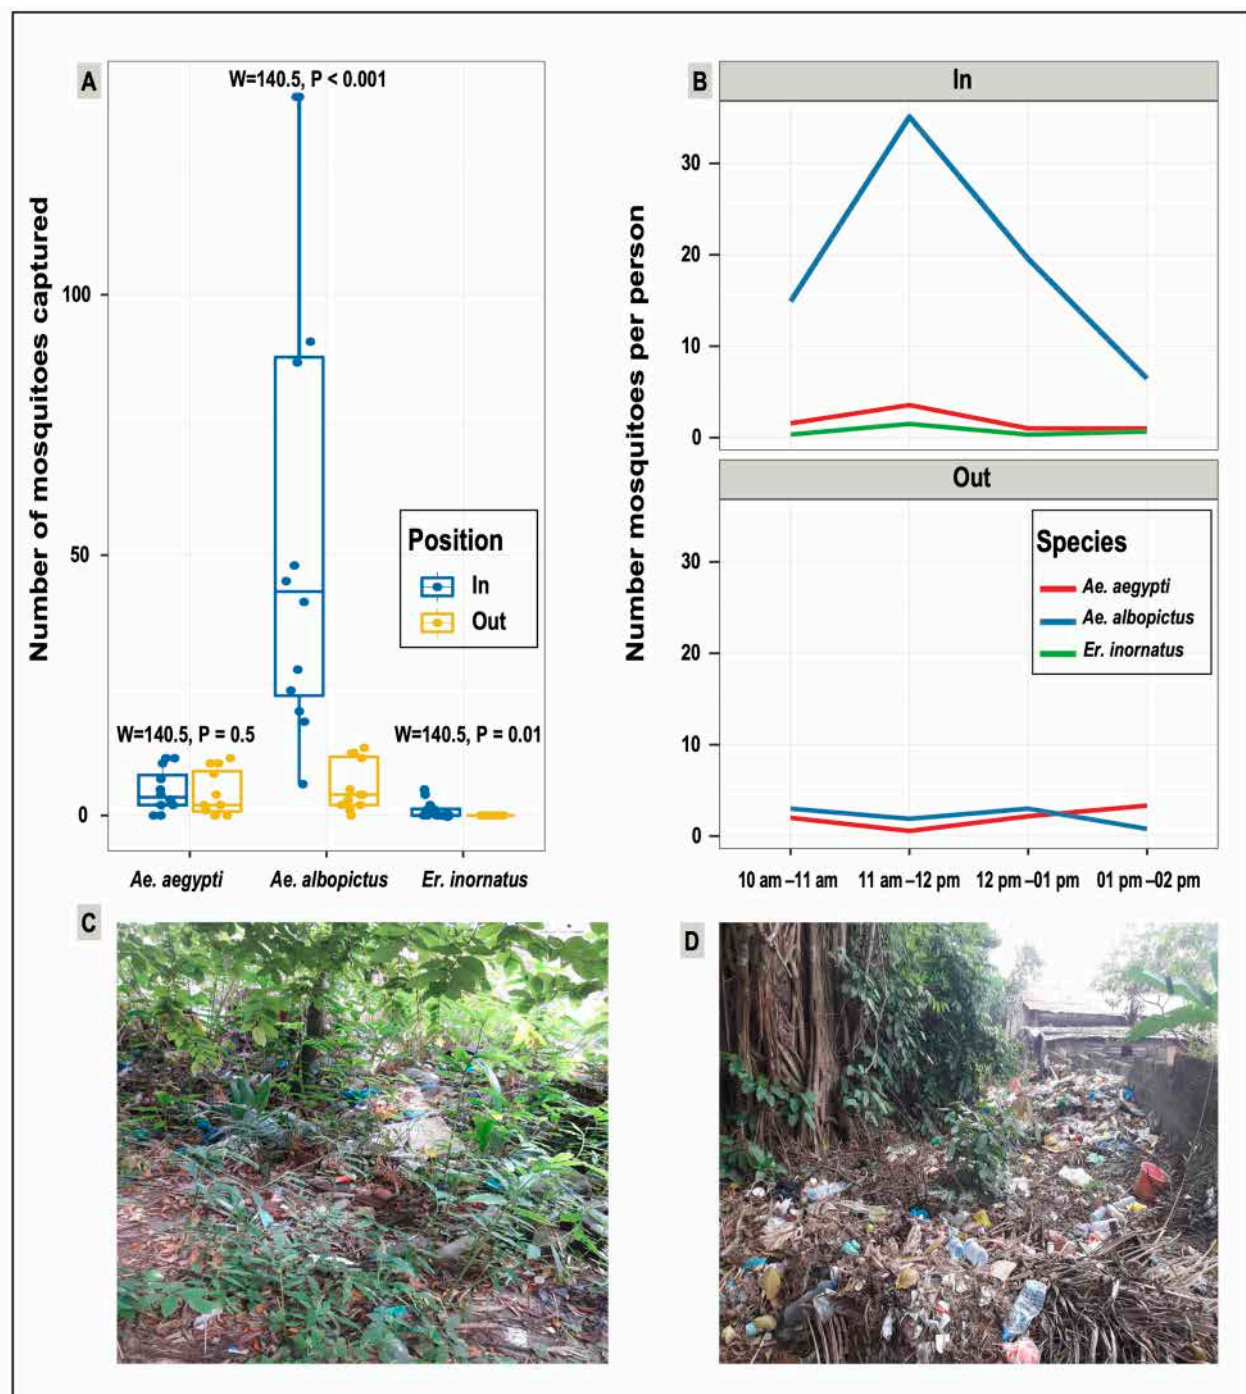 A
W=140.5, P < 0.001
Number of mosquitoes captured
100
50
0
Position
In
Out
W=140.5, P = 0.5
W=140.5, P = 0.01
Ae. aegypti
Ae. albopictus
Er. inornatus
B
In
Number mosquitoes per person
30
20
10
0
Out
30
20
10
0
Species
Ae. aegypti
Ae. albopictus
Er. inornatus
10 am –11 am
11 am–12 pm
12 pm–01 pm
01 pm–02 pm
C
D